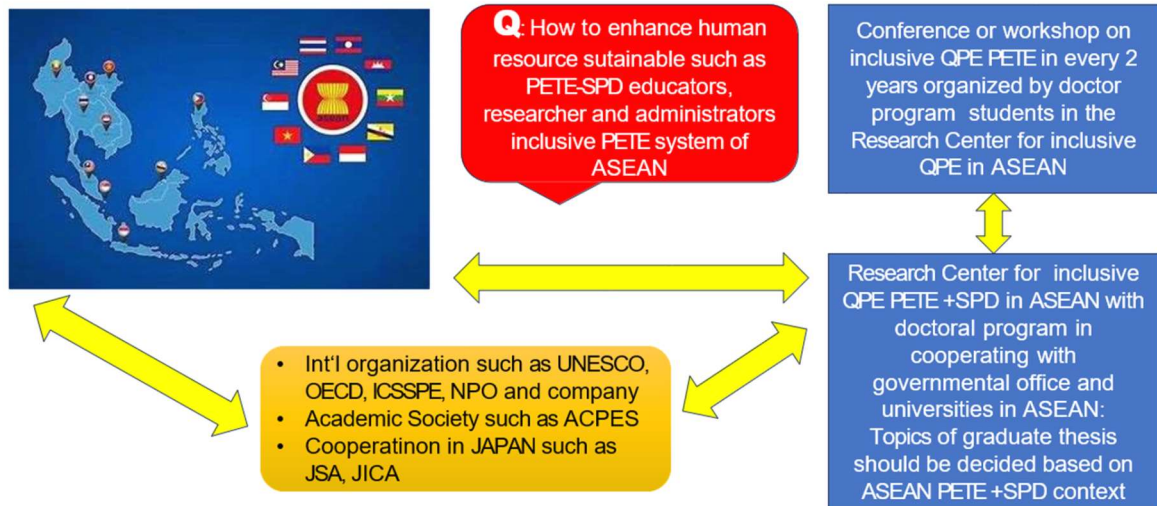 asean
Q: How to enhance human
resource sutainable such as
PETE-SPD educators,
researcher and administrators
inclusive PETE system of
ASEAN
Conference or workshop on
inclusive QPE PETE in every 2
years organized by doctor
program students in the
Research Center for inclusive
QPE in ASEAN
Research Center for inclusive
QPE PETE +SPD in ASEAN with
doctoral program in
cooperating with
governmental office and
universities in ASEAN:
Topics of graduate thesis
should be decided based on
ASEAN PETE +SPD context
• Int'l organization such as UNESCO,
OECD, ICSSPE, NPO and company
• Academic Society such as ACPES
• Cooperatinon in JAPAN such as
JSA, JICA